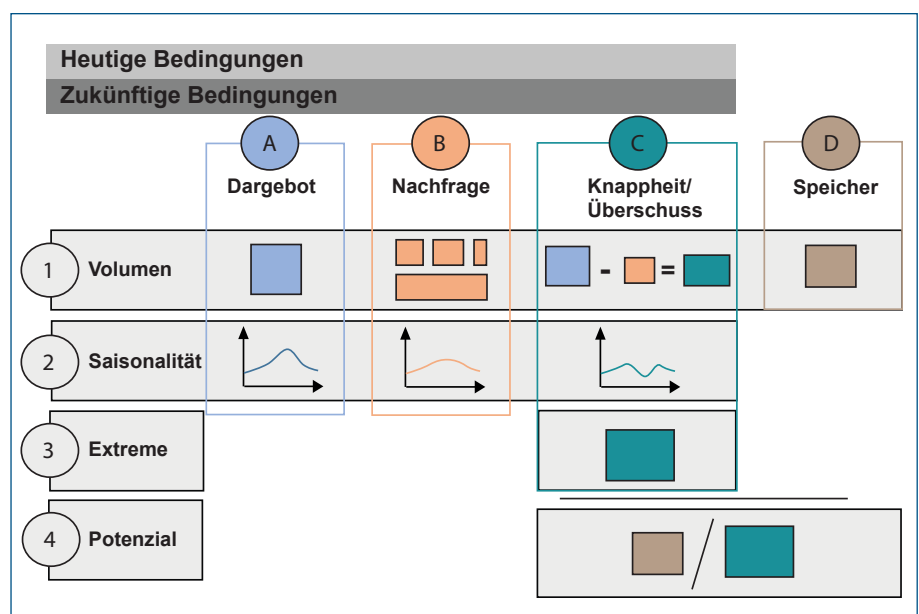 Heutige Bedingungen
Zukünftige Bedingungen
A
B
C
D
Dargebot
Nachfrage
Knappheit/
Überschuss
Speicher
1
Volumen
-
=
2
Saisonalität
3
Extreme
4
Potenzial
/